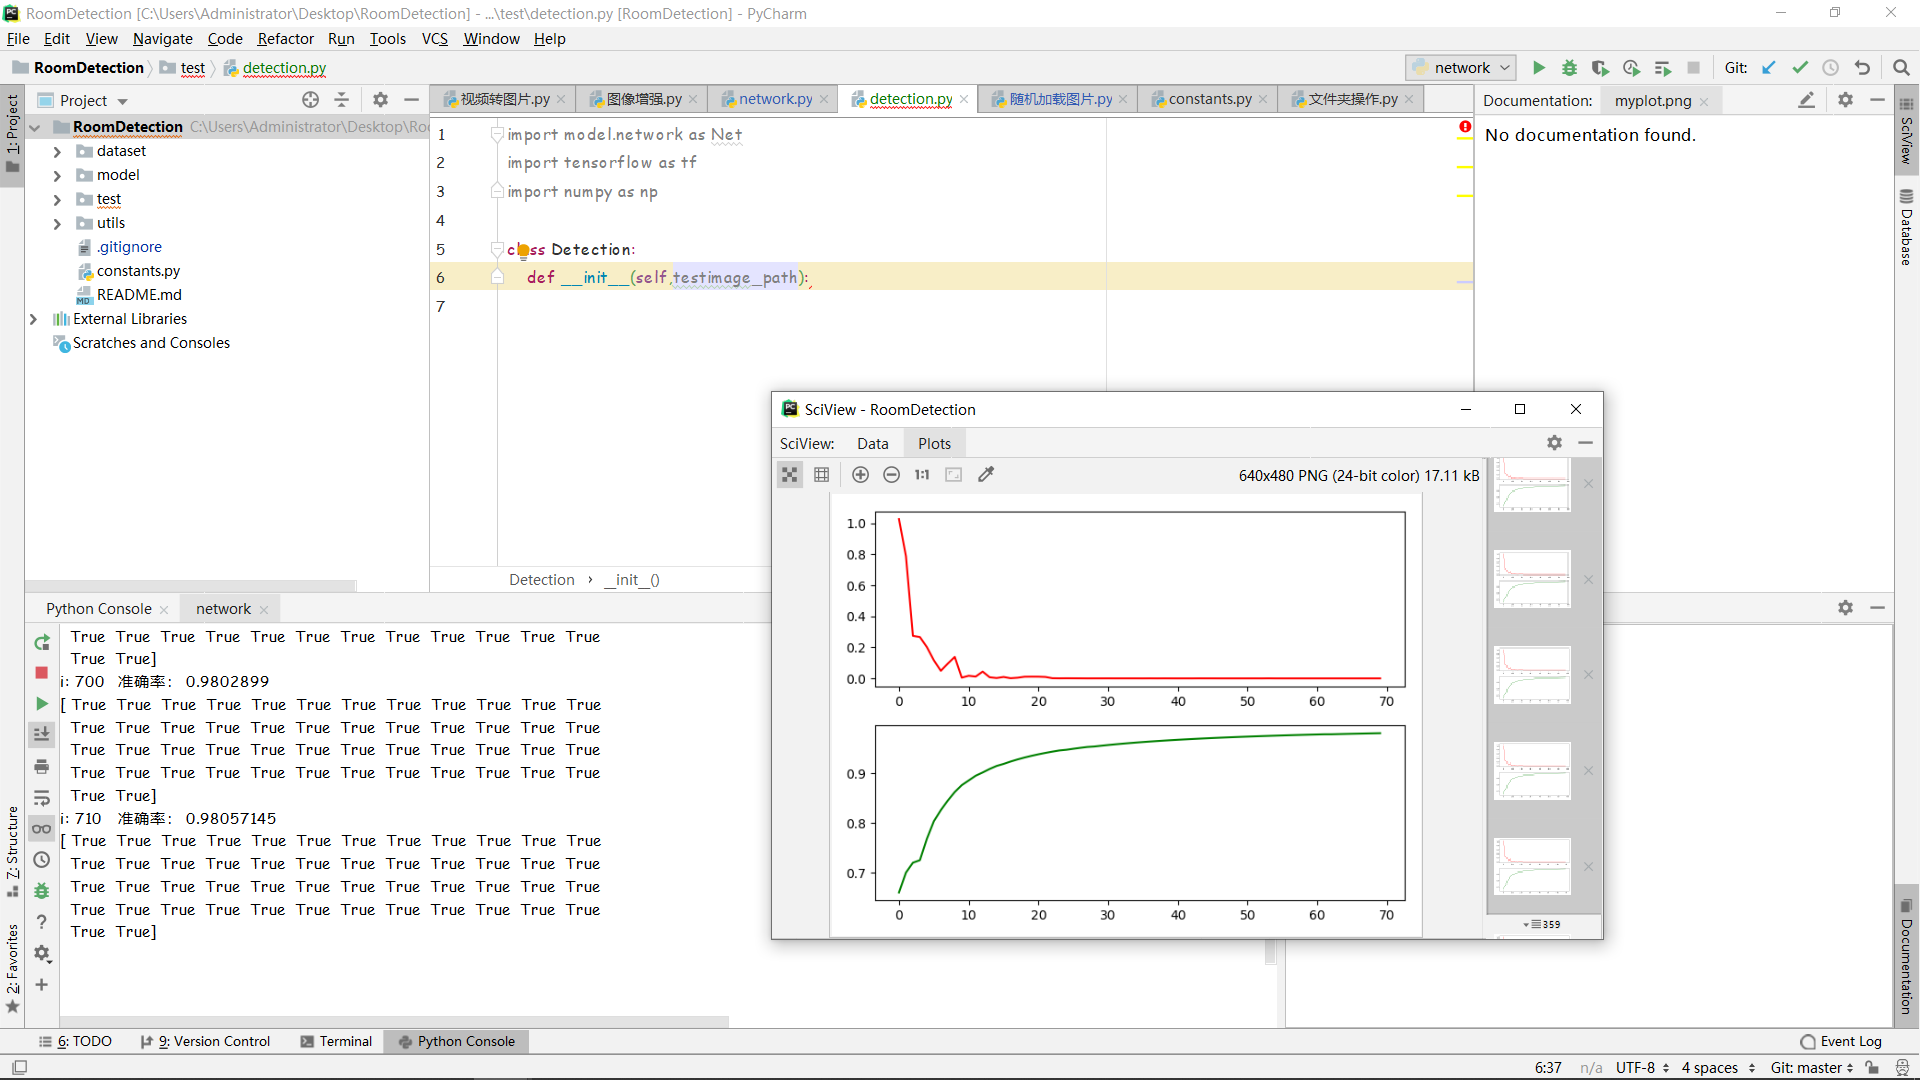 RoomDetection [C:\Users\Administrator\Desktop\RoomDetection] - ...\test\detection.py [RoomDetection] - PyCharm
File Edit View Navigate Code Refactor Run Tools VCS Window Help
RoomDetection test detection.py network Git:
Project 视频转图片.py 图像增强.py network.py detection.py 随机加载图片.py constants.py 文件夹操作.py Documentation: myplot.png
1: Project
RoomDetection C:\Users\Administrator\Desktop\Roo
dataset
model
test
utils
.gitignore
constants.py
README.md
External Libraries
Scratches and Consoles
1 import model.network as Net
2 import tensorflow as tf
3 import numpy as np
4
5 class Detection:
6 def __init__(self,testimage_path):
7
Detection › __init__()
No documentation found.
SciView
Database
SciView - RoomDetection
SciView: Data Plots
1:1 640x480 PNG (24-bit color) 17.11 kB
1.0
0.8
0.6
0.4
0.2
0.0
0 10 20 30 40 50 60 70
0.9
0.8
0.7
0 10 20 30 40 50 60 70
359
Python Console network
True True True True True True True True True True True True
True True]
i: 700 准确率： 0.9802899
[ True True True True True True True True True True True True
True True True True True True True True True True True True
True True True True True True True True True True True True
True True True True True True True True True True True True
True True]
i: 710 准确率： 0.98057145
[ True True True True True True True True True True True True
True True True True True True True True True True True True
True True True True True True True True True True True True
True True True True True True True True True True True True
True True]
7: Structure
2: Favorites
Documentation
6: TODO 9: Version Control Terminal Python Console Event Log
6:37 n/a UTF-8 4 spaces Git: master